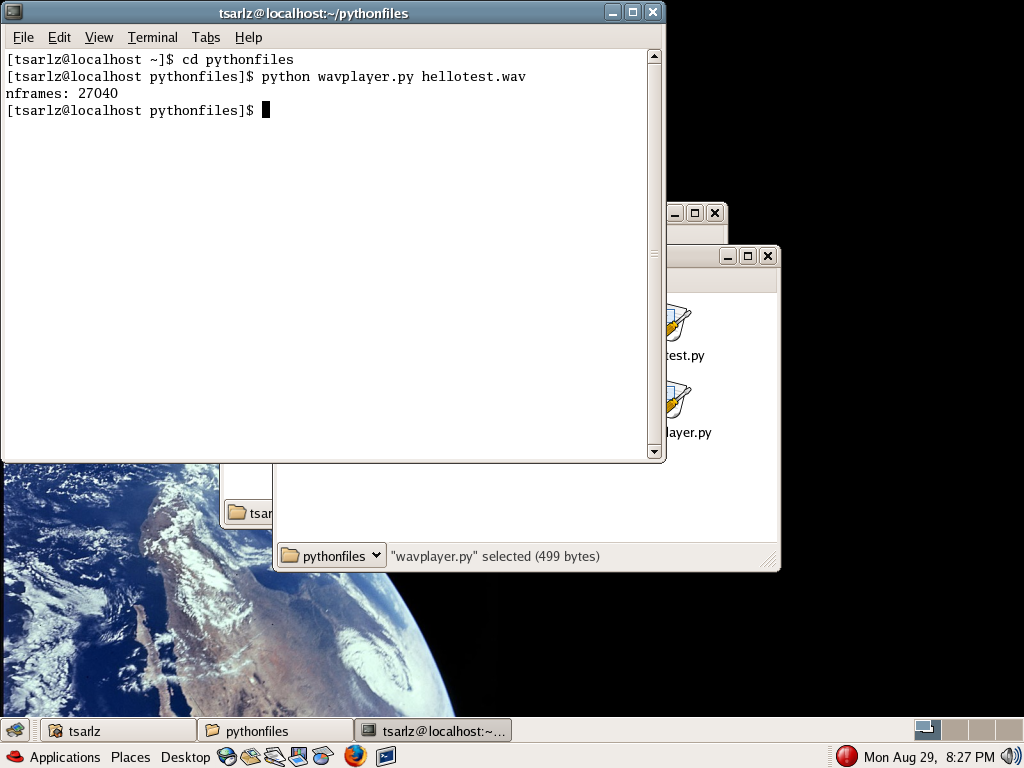 tsarlz@localhost:~/pythonfiles
File Edit View Terminal Tabs Help
[tsarlz@localhost ~]$ cd pythonfiles
[tsarlz@localhost pythonfiles]$ python wavplayer.py hellotest.wav
nframes: 27040
[tsarlz@localhost pythonfiles]$
test.py
layer.py
tsar
pythonfiles "wavplayer.py" selected (499 bytes)
tsarlz pythonfiles tsarlz@localhost:~...
Applications Places Desktop Mon Aug 29, 8:27 PM